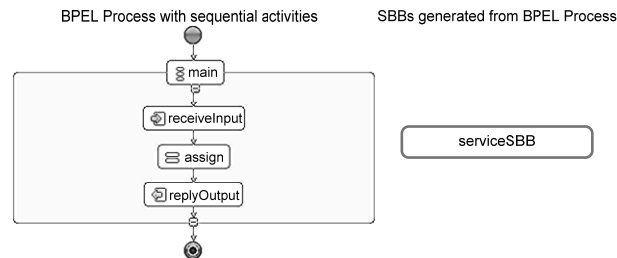 BPEL Process with sequential activities
SBBs generated from BPEL Process
main
receiveInput
assign
replyOutput
serviceSBB